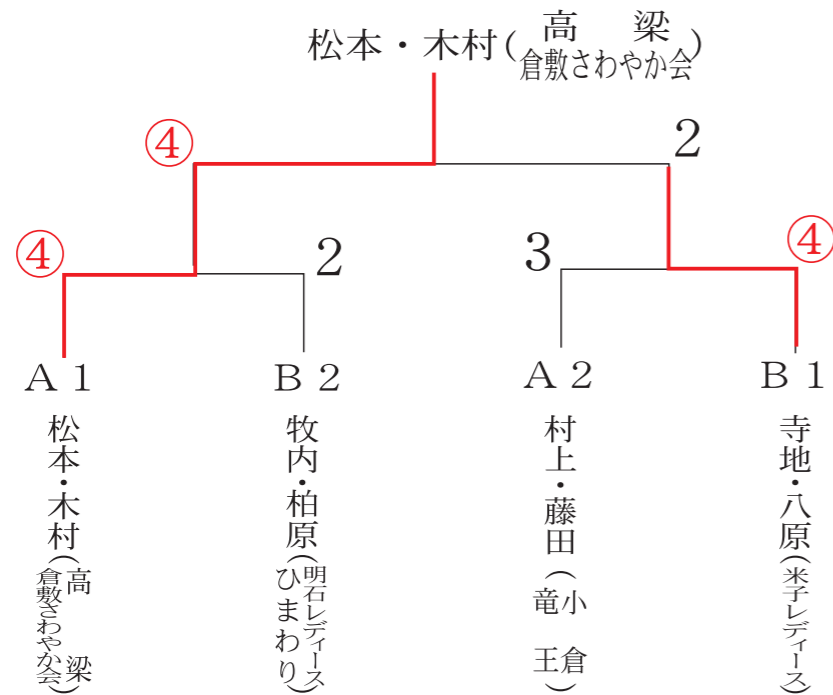 松本・木村(高　梁
倉敷さわやか会)
④
2
④
2
3
④
A 1
B 2
A 2
B 1
松本・木村(高　梁
倉敷さわやか会)
牧内・柏原(明石レディース
ひまわり)
村上・藤田(小　倉
竜　王)
寺地・八原(米子レディース)